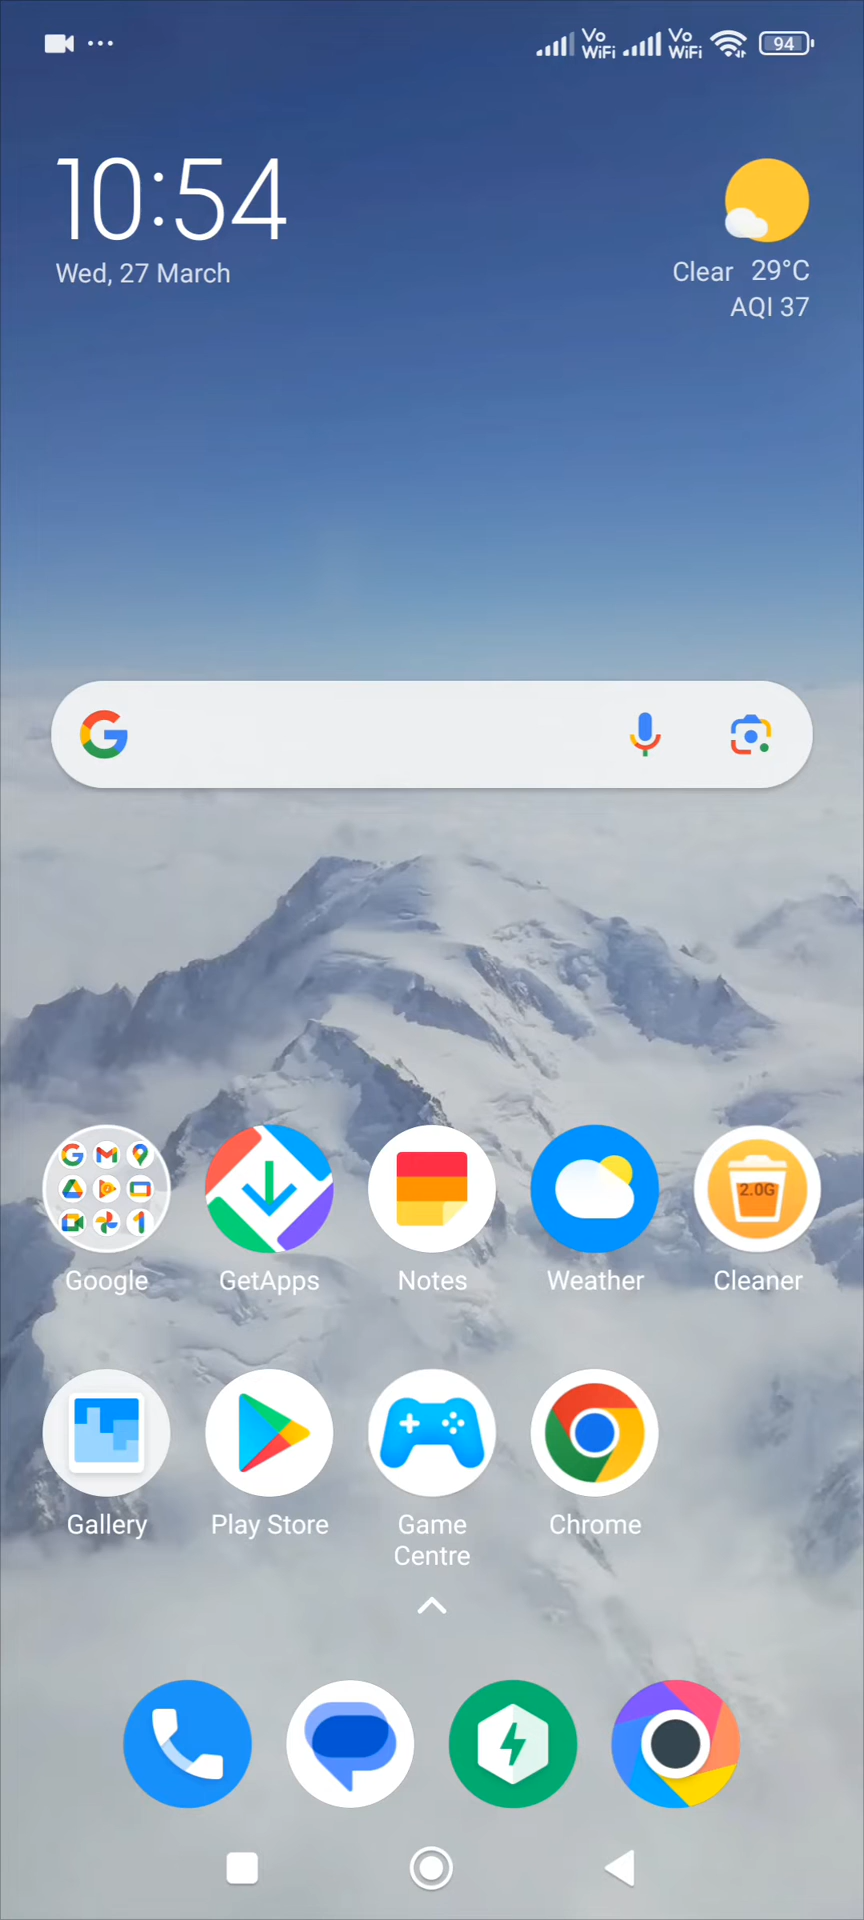 Vo
WiFi
Vo
WiFi
94
10:54
Wed, 27 March
Clear 29°C
AQI 37
2.0G
Google
GetApps
Notes
Weather
Cleaner
Gallery
Play Store
Game
Centre
Chrome